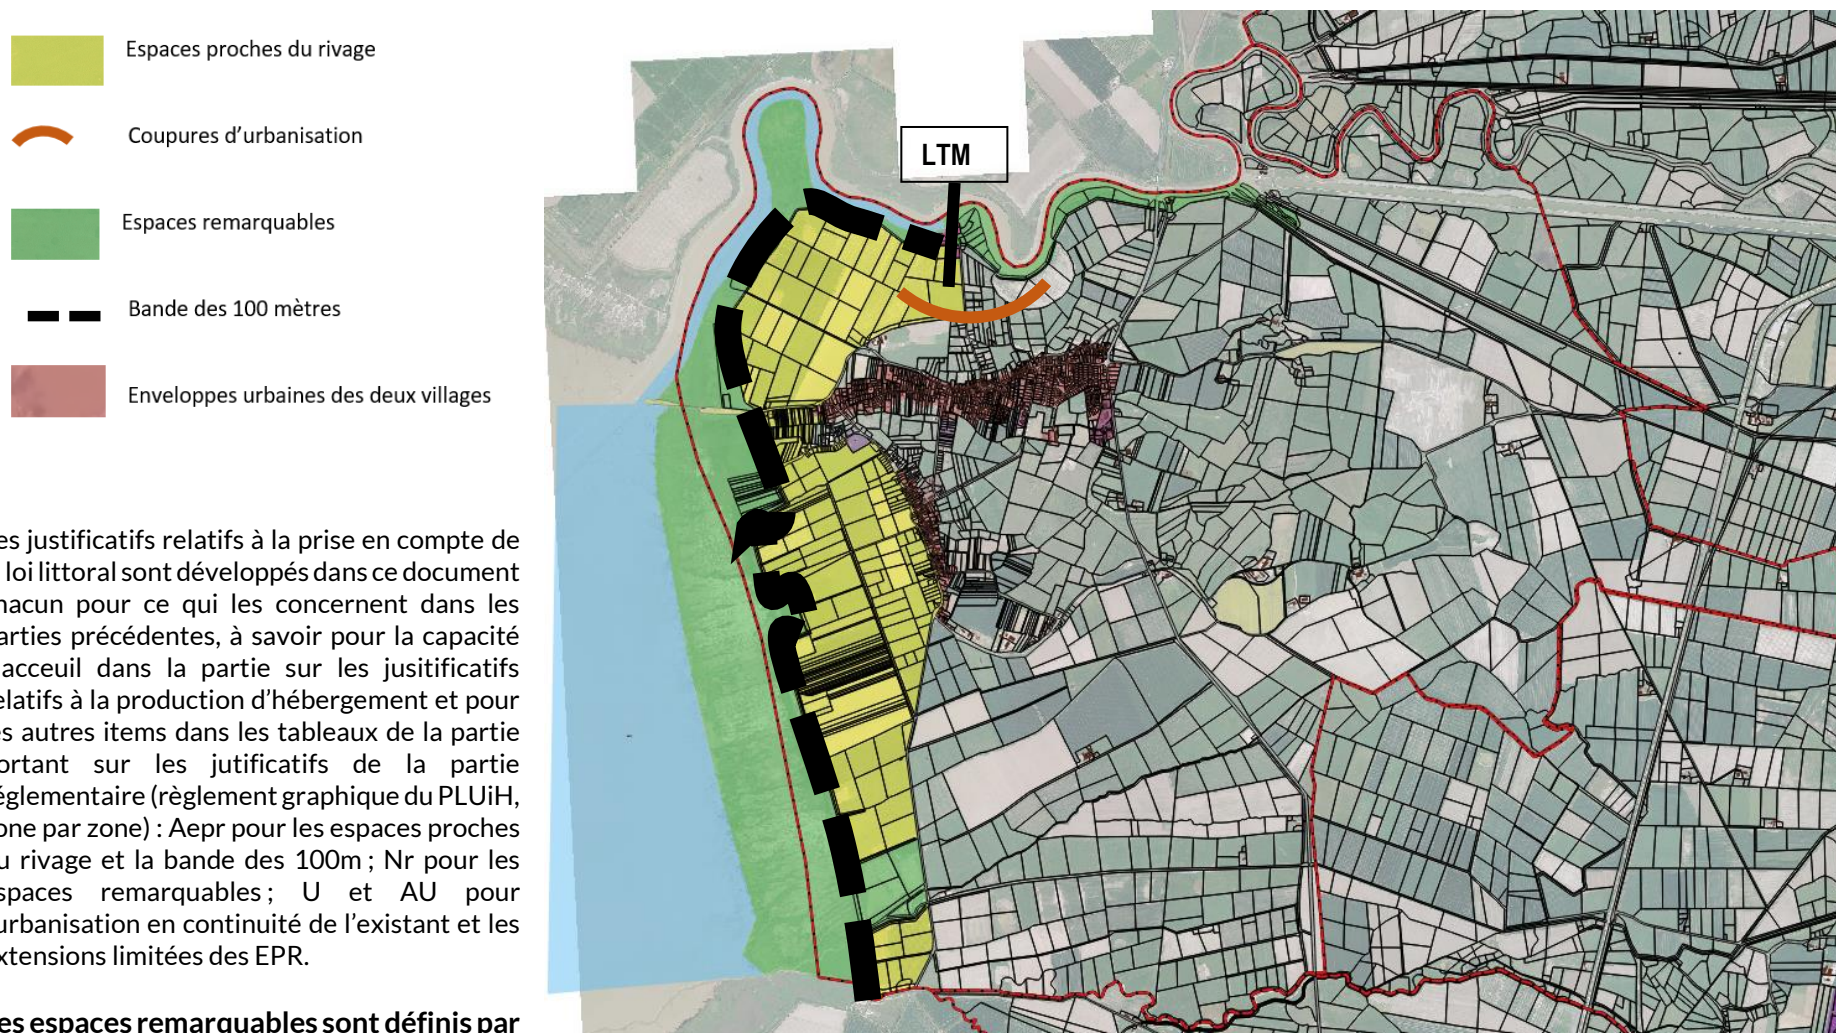 Espaces proches du rivage
Coupures d'urbanisation
Espaces remarquables
Bande des 100 mètres
Enveloppes urbaines des deux villages
LTM
es justificatifs relatifs à la prise en compte de
loi littoral sont développés dans ce document
hacun pour ce qui les concernent dans les
arties précédentes, à savoir pour la capacité
acceuil dans la partie sur les jusitificatifs
elatifs à la production d'hébergement et pour
es autres items dans les tableaux de la partie
ortant sur les jutificatifs de la partie
églementaire (règlement graphique du PLUiH,
one par zone) : Aepr pour les espaces proches
u rivage et la bande des 100m ; Nr pour les
spaces remarquables ; U et AU pour
urbanisation en continuité de l'existant et les
xtensions limitées des EPR.
es espaces remarquables sont définis par